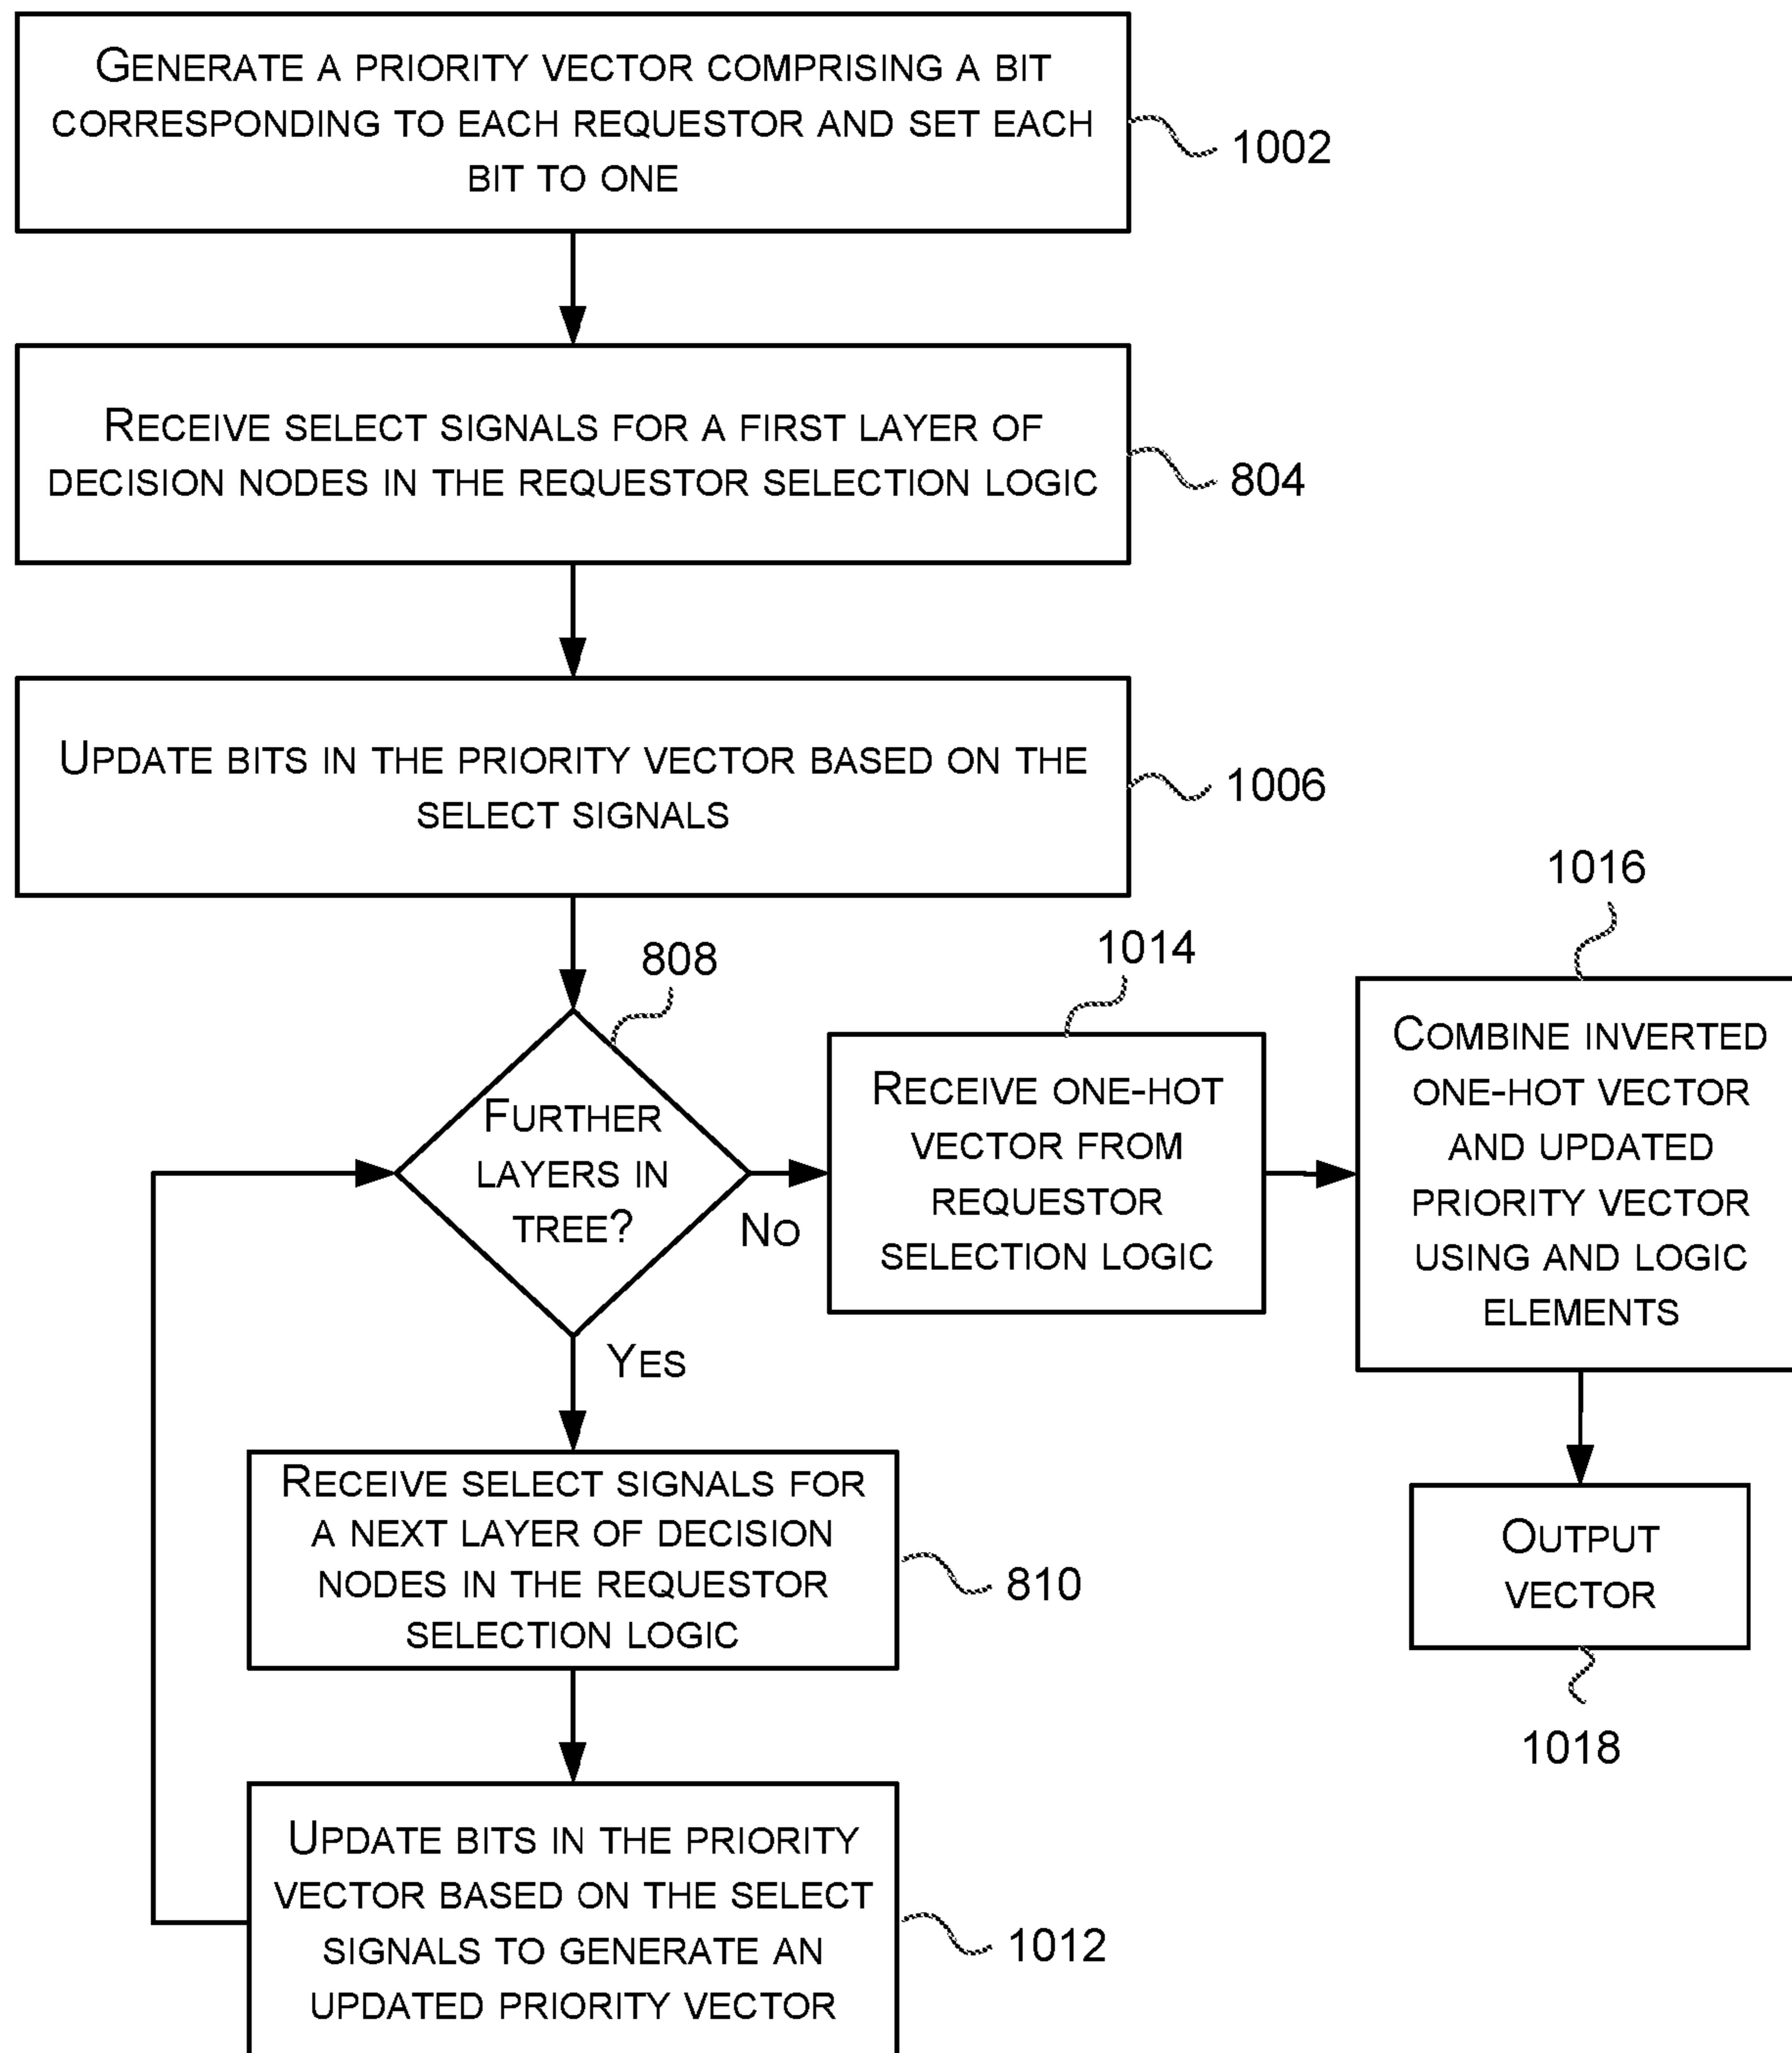 GENERATE A PRIORITY VECTOR COMPRISING A BIT
CORRESPONDING TO EACH REQUESTOR AND SET EACH
BIT TO ONE
1002
RECEIVE SELECT SIGNALS FOR A FIRST LAYER OF
DECISION NODES IN THE REQUESTOR SELECTION LOGIC
804
UPDATE BITS IN THE PRIORITY VECTOR BASED ON THE
SELECT SIGNALS
1006
808
FURTHER
LAYERS IN
TREE?
NO
YES
1014
RECEIVE ONE-HOT
VECTOR FROM
REQUESTOR
SELECTION LOGIC
1016
COMBINE INVERTED
ONE-HOT VECTOR
AND UPDATED
PRIORITY VECTOR
USING AND LOGIC
ELEMENTS
OUTPUT
VECTOR
1018
RECEIVE SELECT SIGNALS FOR
A NEXT LAYER OF DECISION
NODES IN THE REQUESTOR
SELECTION LOGIC
810
UPDATE BITS IN THE PRIORITY
VECTOR BASED ON THE SELECT
SIGNALS TO GENERATE AN
UPDATED PRIORITY VECTOR
1012